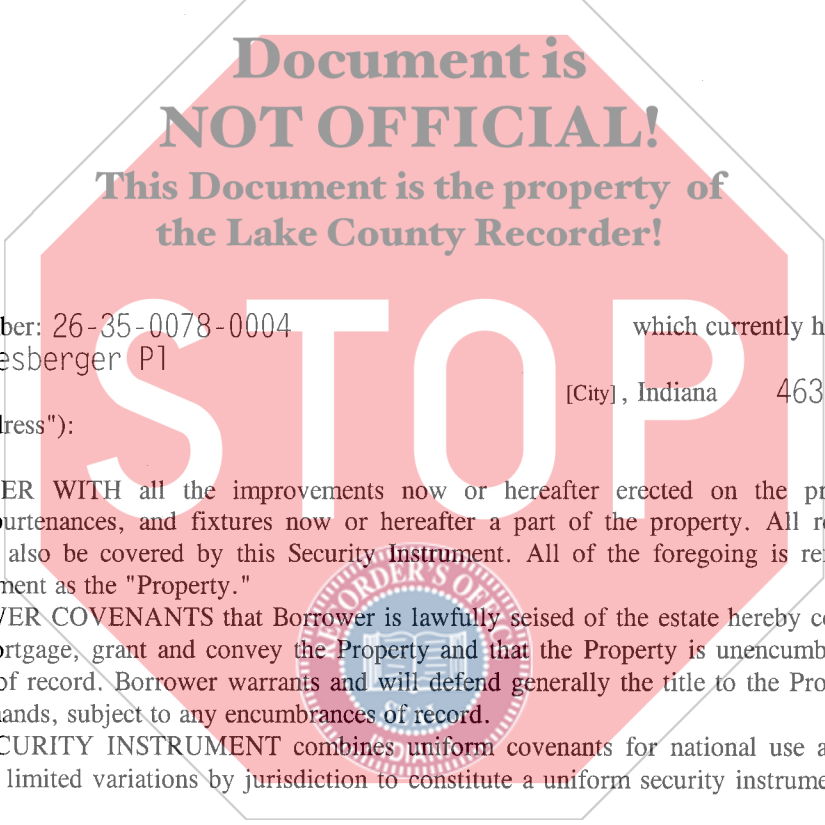 Document is
NOT OFFICIAL!
This Document is the property of
the Lake County Recorder!
STOP
ber: 26-35-0078-0004 which currently h
esberger Pl
[City], Indiana 463
ress"):
ER WITH all the improvements now or hereafter erected on the pr
urtenances, and fixtures now or hereafter a part of the property. All r
also be covered by this Security Instrument. All of the foregoing is re
ment as the "Property."
VER COVENANTS that Borrower is lawfully seised of the estate hereby c
ortgage, grant and convey the Property and that the Property is unencumb
of record. Borrower warrants and will defend generally the title to the Pro
ands, subject to any encumbrances of record.
CURITY INSTRUMENT combines uniform covenants for national use a
limited variations by jurisdiction to constitute a uniform security instrume
RECORDER'S OFFIC
SEAL
INDIANA